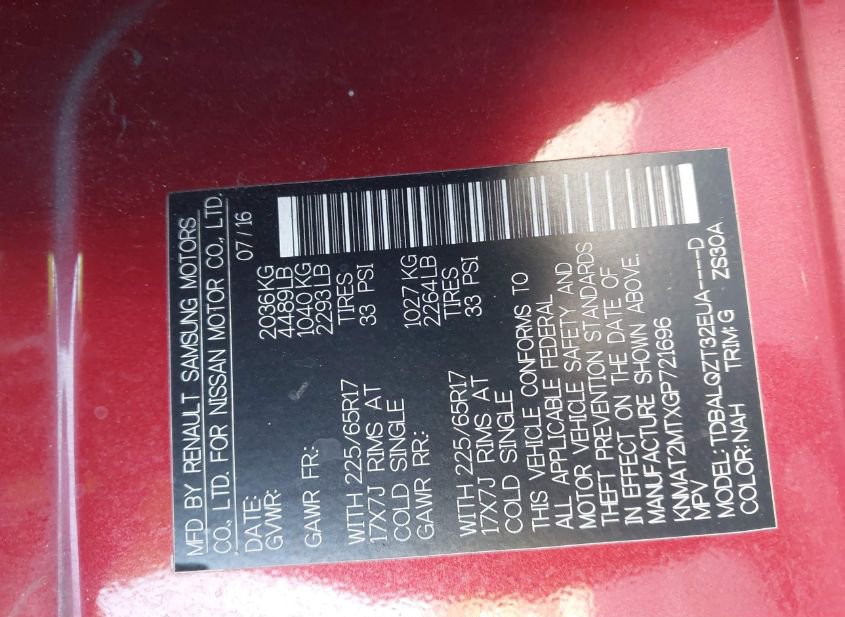 MFD BY RENAULT SAMSUNG MOTORS
CO., LTD. FOR NISSAN MOTOR CO., LTD.
DATE: 07/16
GVWR: 2036KG
4489LB
GAWR FR: 1040KG
2293LB
WITH 225/65R17 TIRES
17X7J RIMS AT 33 PSI
COLD SINGLE
GAWR RR: 1027 KG
2264LB
WITH 225/65R17 TIRES
17X7J RIMS AT 33 PSI
COLD SINGLE
THIS VEHICLE CONFORMS TO
ALL APPLICABLE FEDERAL
MOTOR VEHICLE SAFETY AND
THEFT PREVENTION STANDARDS
IN EFFECT ON THE DATE OF
MANUFACTURE SHOWN ABOVE.
KNMAT2MTXGP721696
MPV
MODEL: TDBALQZT32EUA----D
COLOR: NAH TRIM: G ZS30A